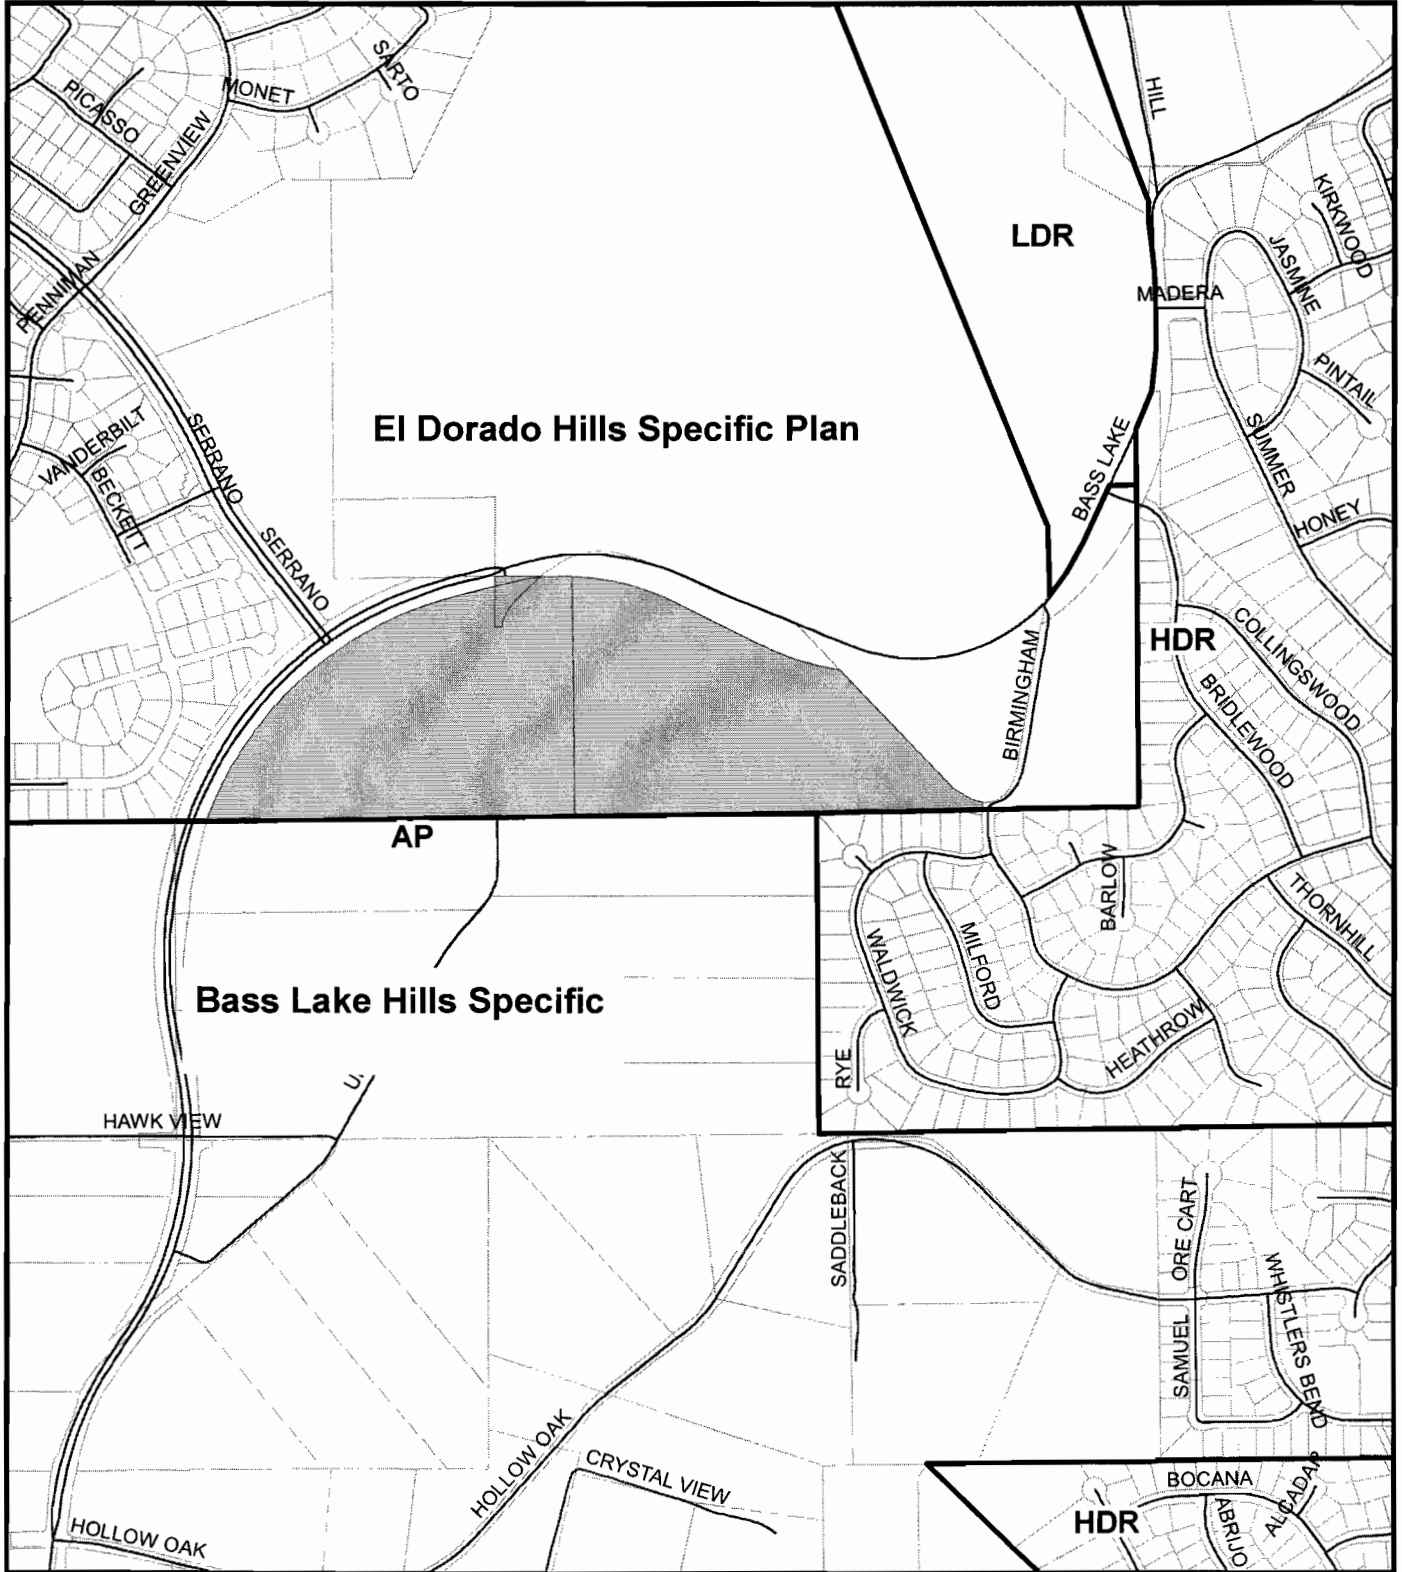 HILL
SARTO
MONET
PICASSO
GREENVIEW
KIRKWOOD
LDR
JASMINE
PENNIMAN
MADERA
PINTAIL
El Dorado Hills Specific Plan
SERRANO
VANDERBILT
BASS LAKE
SUMMER
BECKETT
HONEY
SERRANO
COLLINGSWOOD
HDR
BIRMINGHAM
BRIDLEWOOD
AP
BARLOW
THORNHILL
WALDWICK
MILFORD
Bass Lake Hills Specific
HEATHROW
RYE
HAWK VIEW
SADDLEBACK
ORE CART
WHISTLERS BEND
SAMUEL
HOLLOW OAK
CRYSTAL VIEW
BOCANA
HDR
ABRIJO
HOLLOW OAK